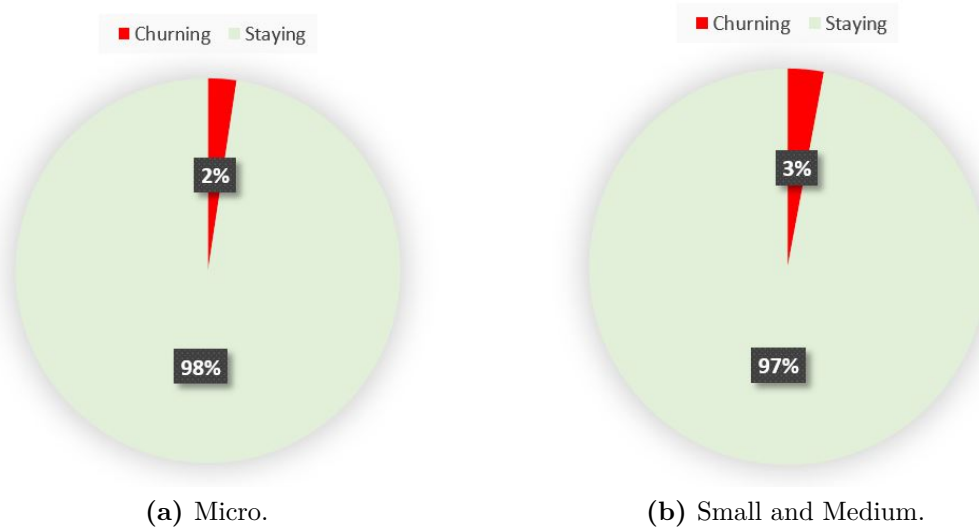 Churning Staying
2%
98%
(a) Micro.
Churning Staying
3%
97%
(b) Small and Medium.